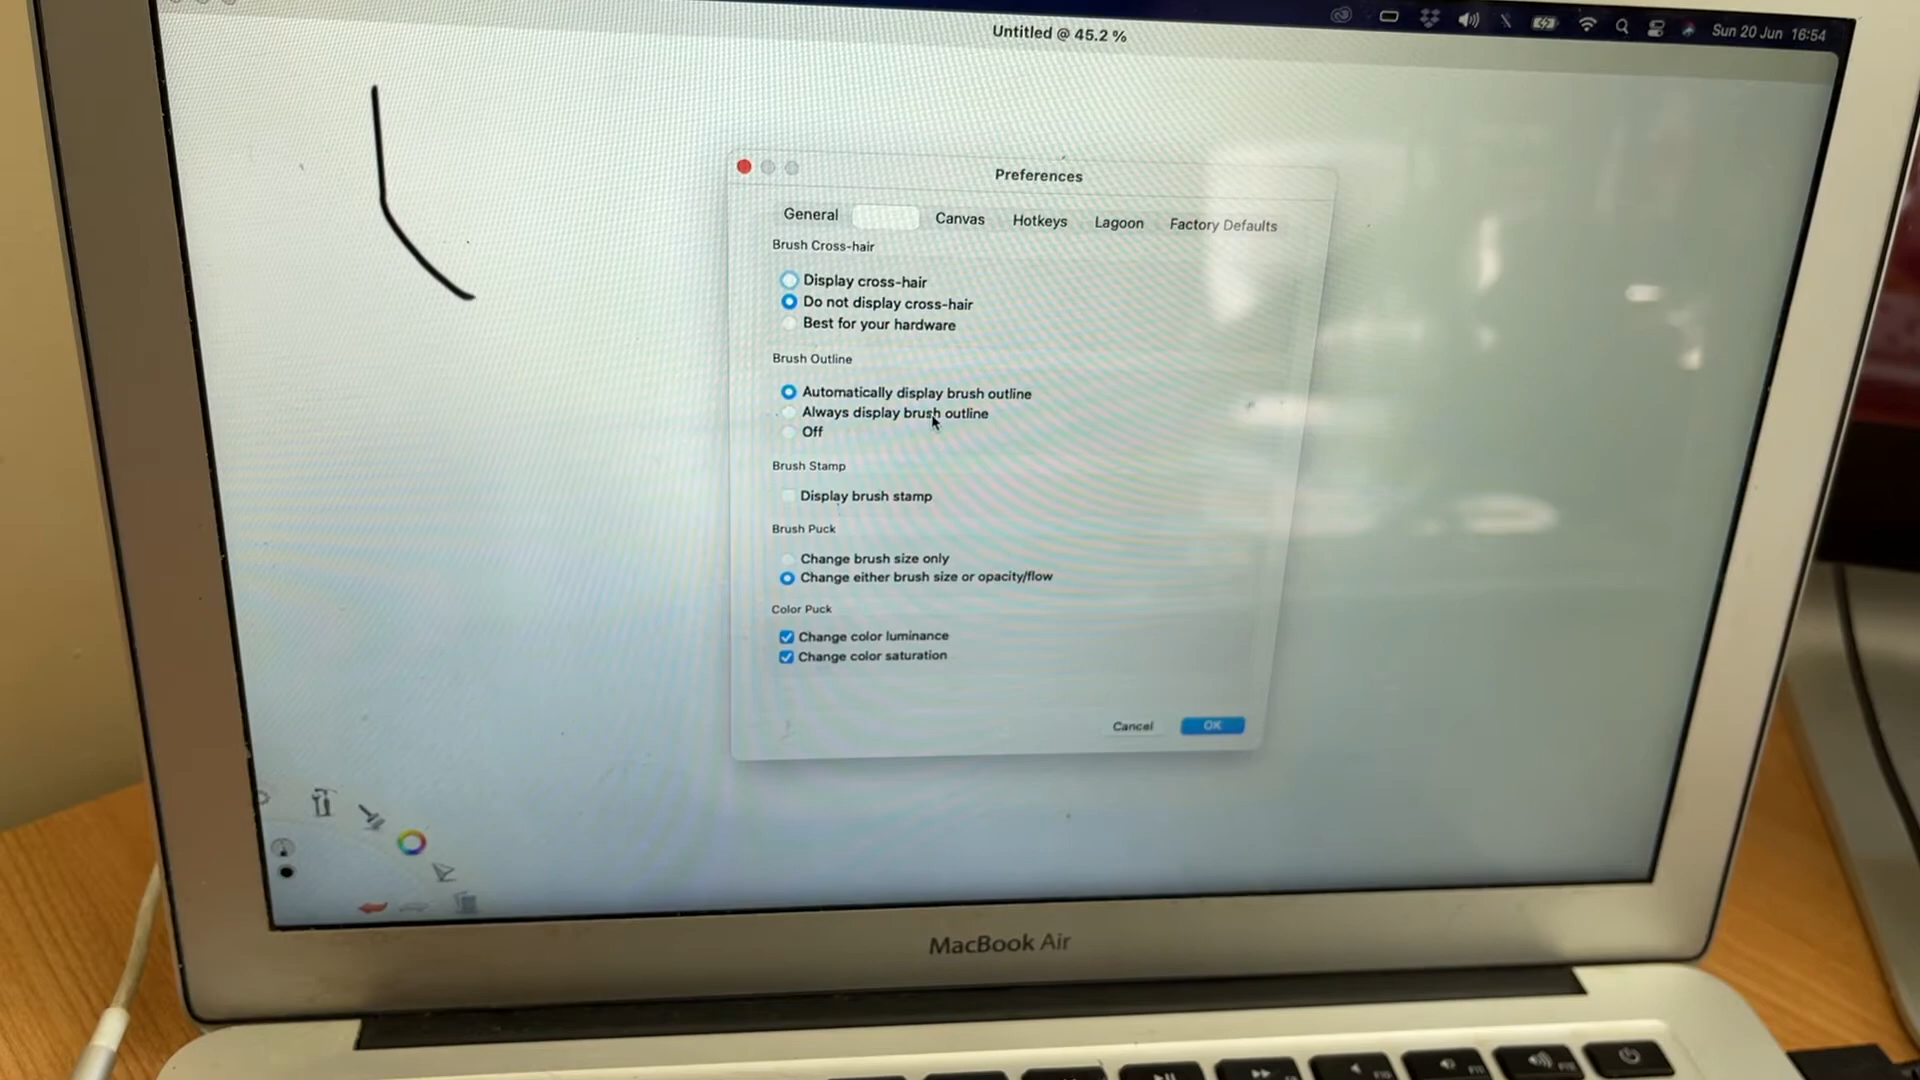 Untitled @ 45.2 %
Sun 20 Jun 16:54
Preferences
General Canvas Hotkeys Lagoon Factory Defaults
Brush Cross-hair
Display cross-hair
Do not display cross-hair
Best for your hardware
Brush Outline
Automatically display brush outline
Always display brush outline
Off
Brush Stamp
Display brush stamp
Brush Puck
Change brush size only
Change either brush size or opacity/flow
Color Puck
Change color luminance
Change color saturation
Cancel OK
MacBook Air